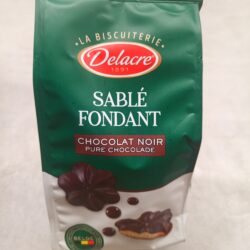 LA BISCUITERIE
Delacre
1891
SABLÉ
FONDANT
CHOCOLAT NOIR
PURE CHOCOLADE